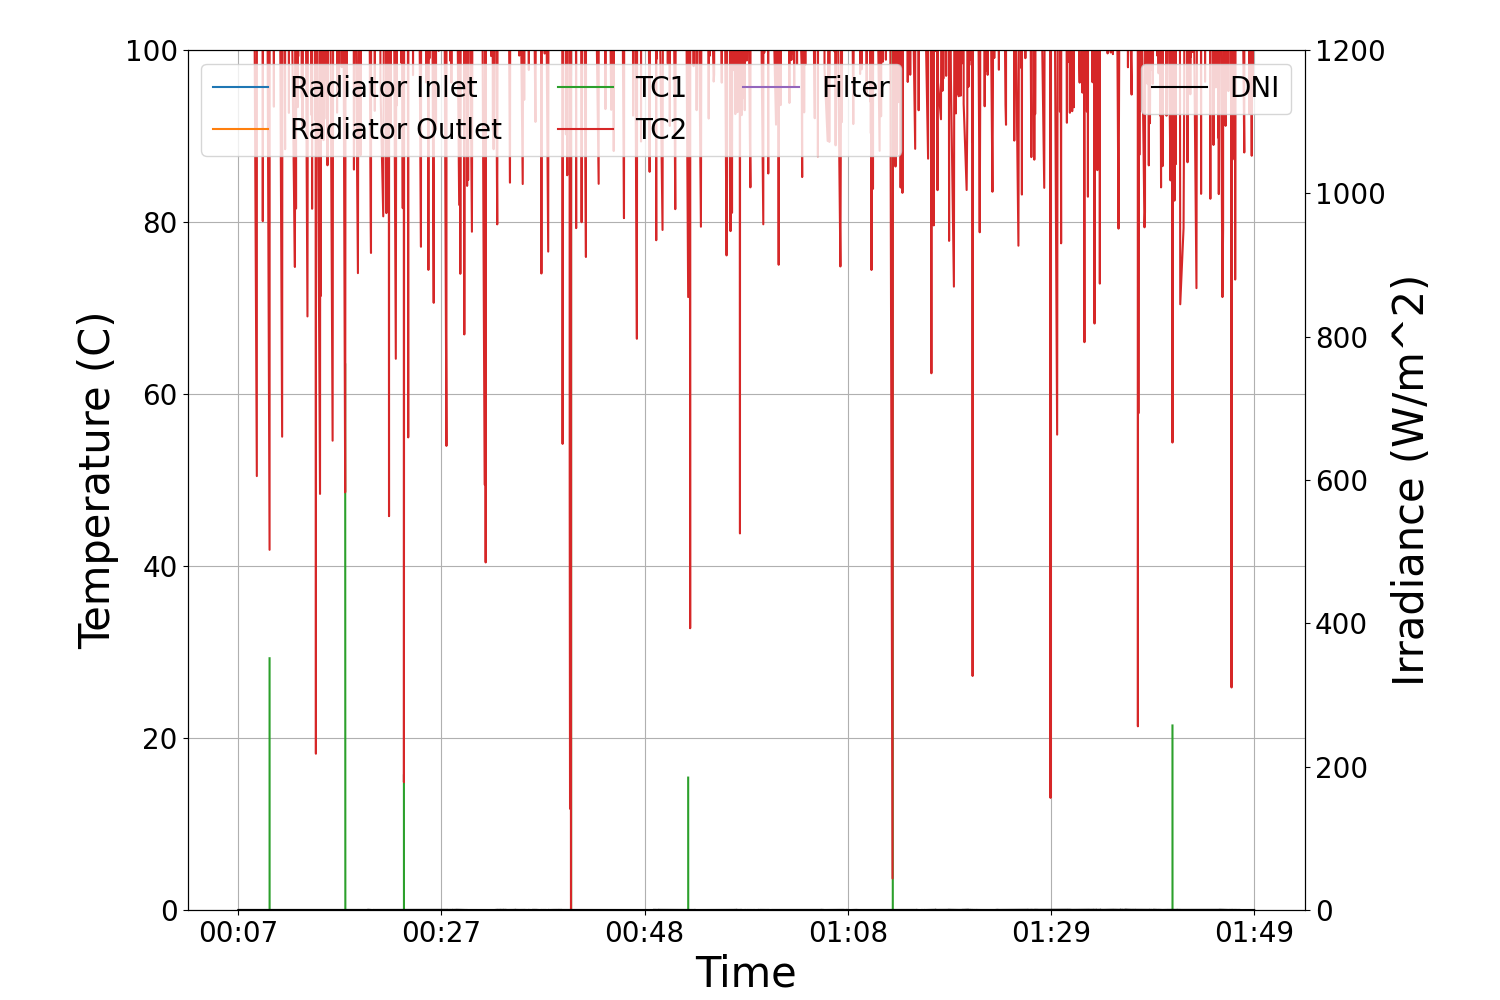 100
80
60
40
20
0
Temperature (C)
Radiator Inlet
Radiator Outlet
TC1
TC2
Filter
DNI
1200
1000
800
600
400
200
0
Irradiance (W/m^2)
00:07
00:27
00:48
01:08
01:29
01:49
Time